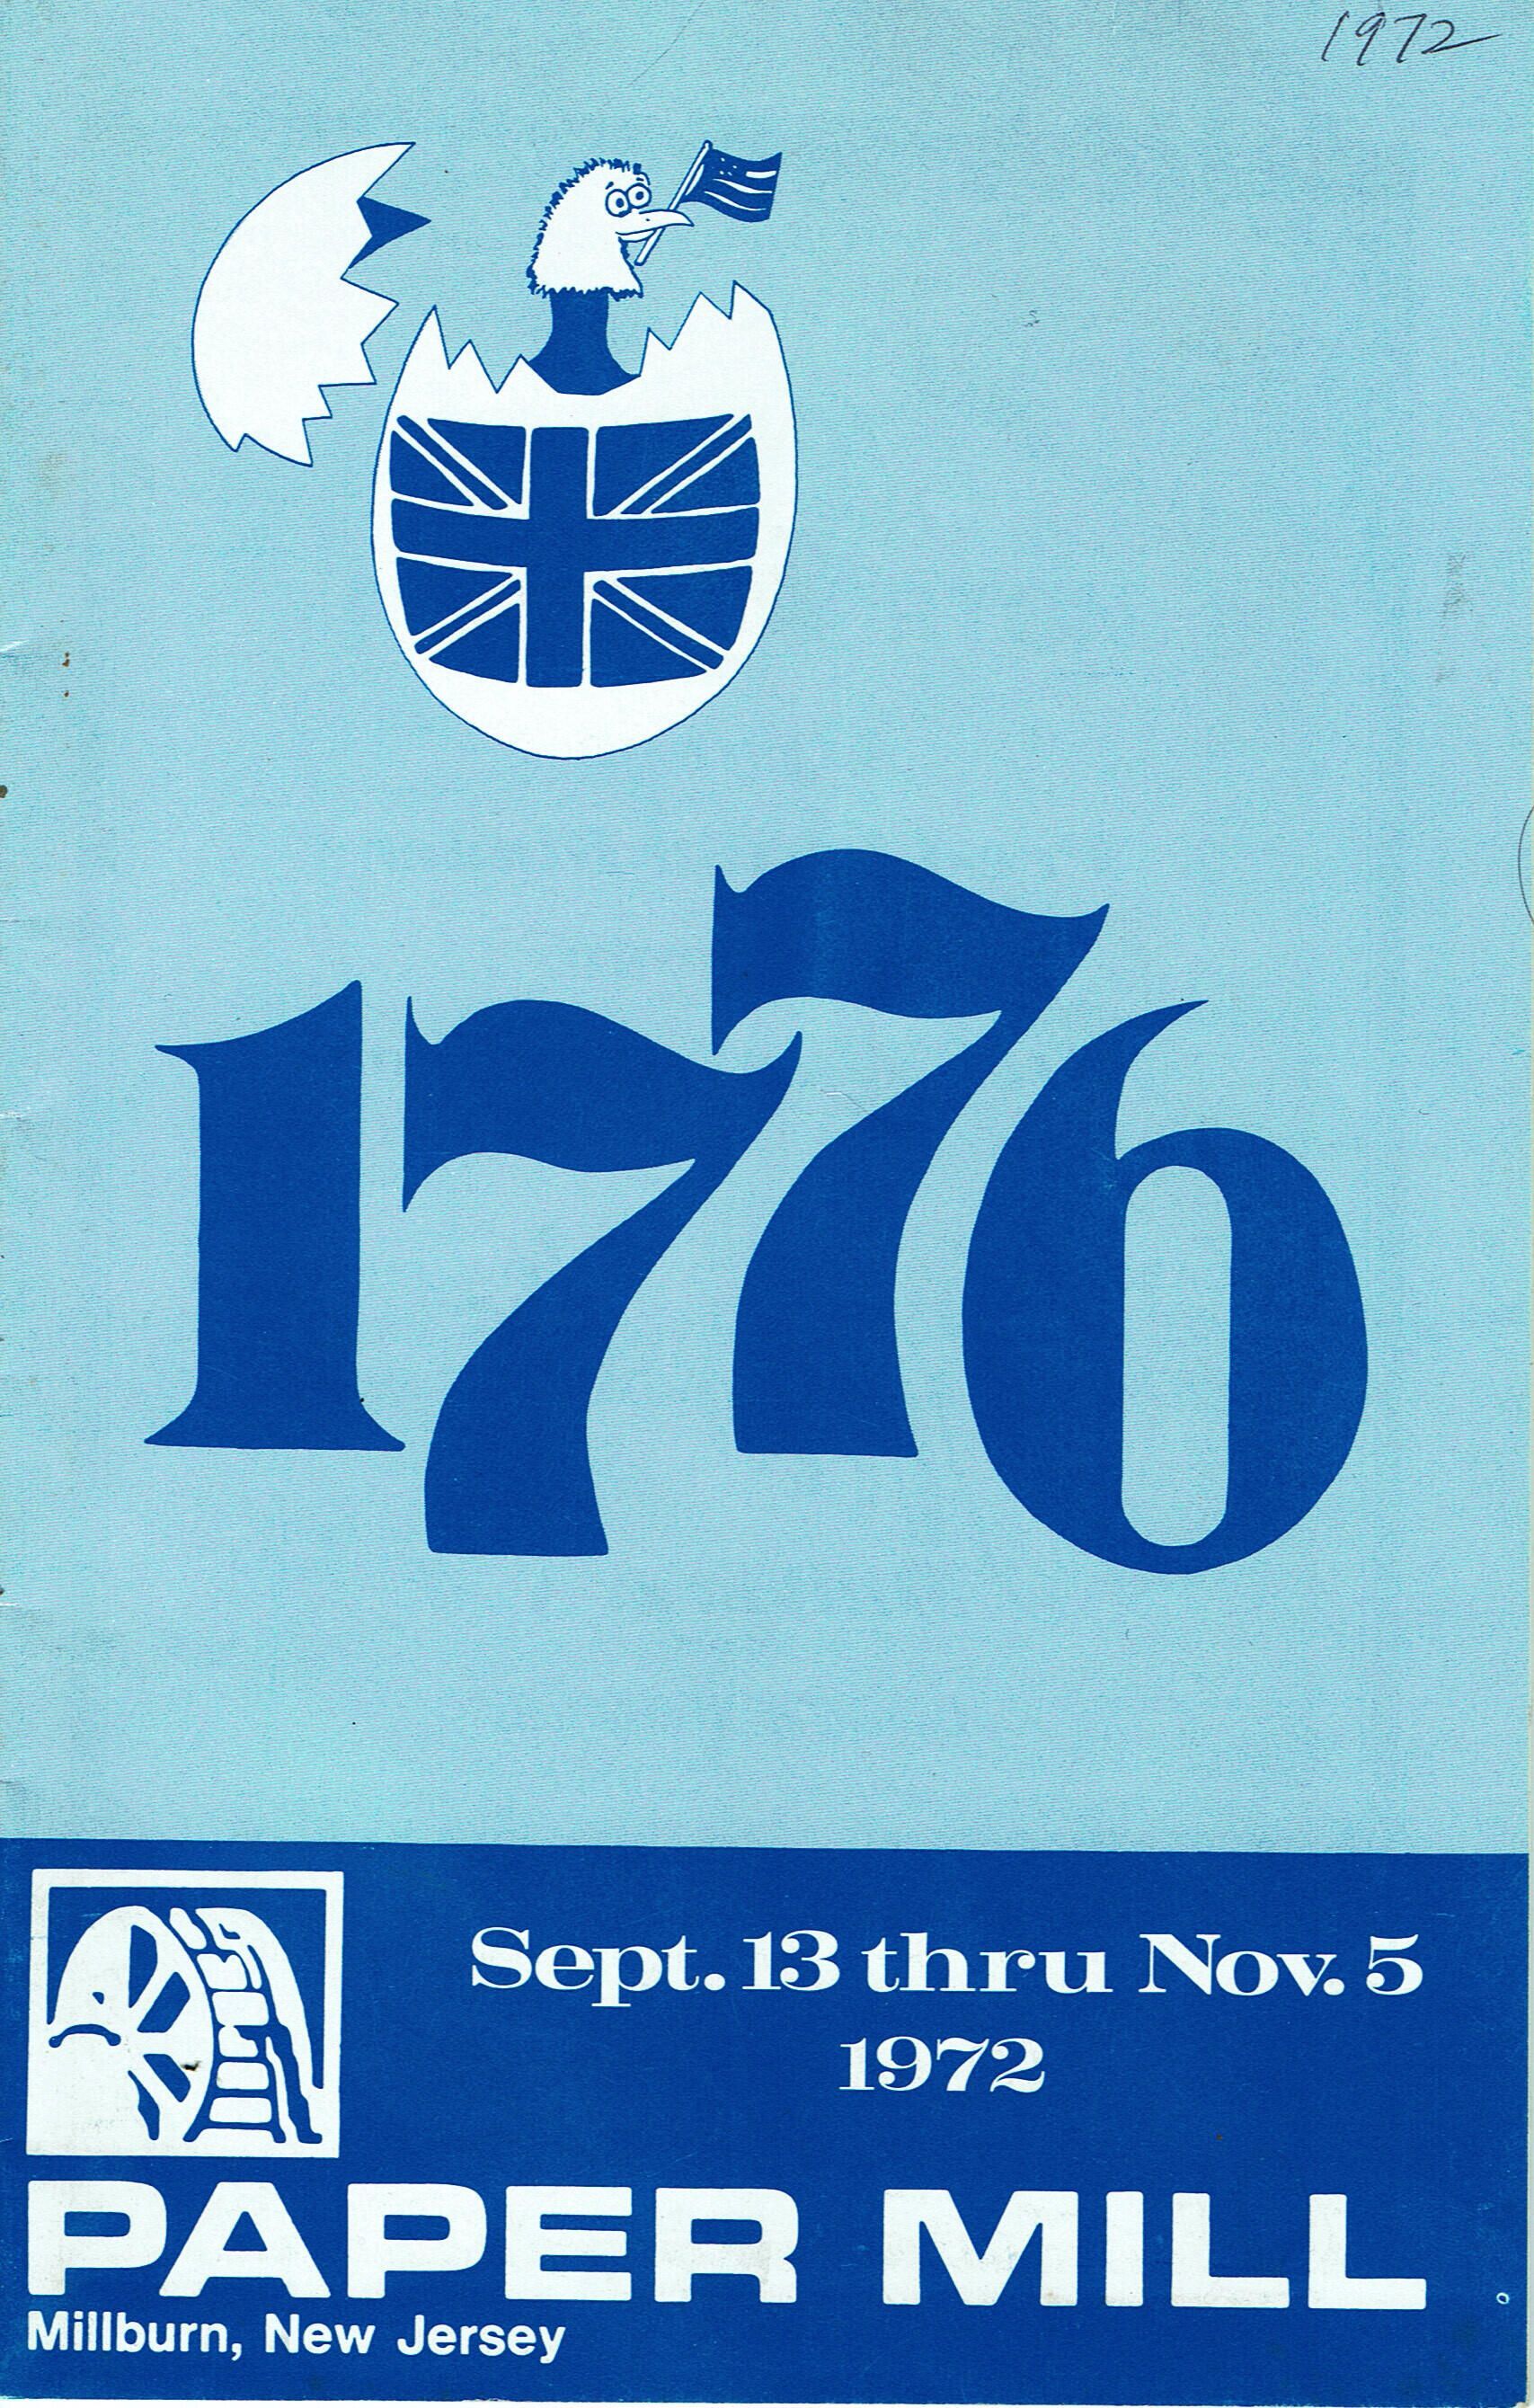 1972
1776
Sept. 13 thru Nov. 5
1972
PAPER MILL
Millburn, New Jersey